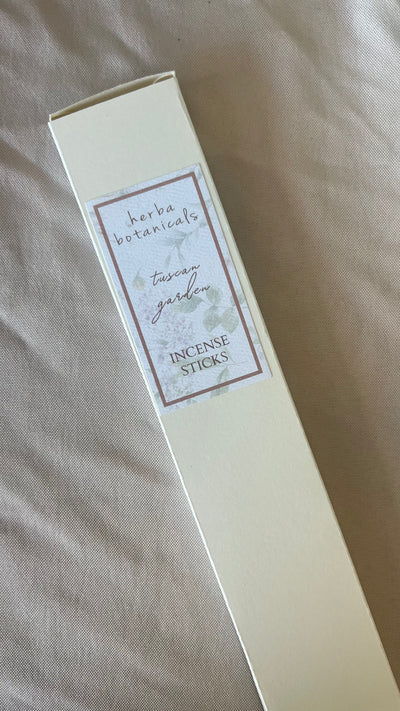 herba
botanicals
tuscan
garden
INCENSE
STICKS